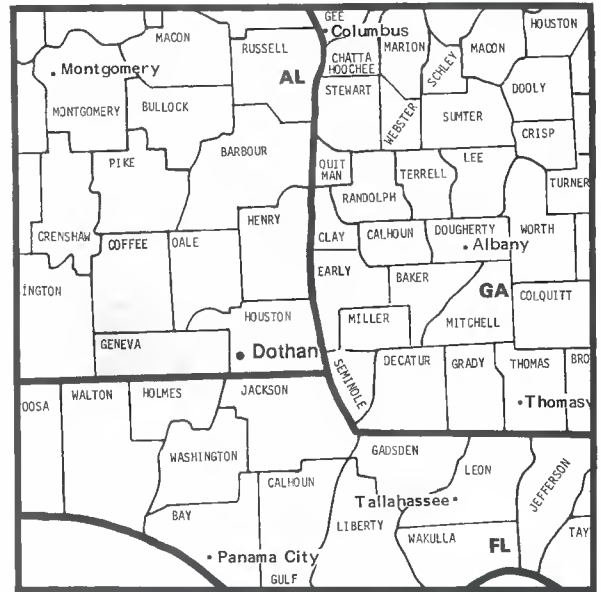 GEE
MACON
RUSSELL
Columbus
MARION
MACON
HOUSTON
Montgomery
AL
CHATTA
HOOCHEE
SCHLEY
STEWART
DOOLY
MONTGOMERY
BULLOCK
WEBSTER
SUMTER
CRISP
PIKE
BARBOUR
QUIT
MAN
TERRELL
LEE
TURNER
RANDOLPH
HENRY
CRENSHAW
COFFEE
DALE
CLAY
CALHOUN
DOUGHERTY
WORTH
Albany
EARLY
BAKER
GA
INGTON
COLQUITT
HOUSTON
MILLER
MITCHELL
GENEVA
Dothan
SEMINOLE
DECATUR
GRADY
THOMAS
BRO
OOSA
WALTON
HOLMES
JACKSON
Thomasv
WASHINGTON
GADSDEN
LEON
JEFFERSON
CALHOUN
Tallahassee
BAY
LIBERTY
WAKULLA
FL
TAY
Panama City
GULF